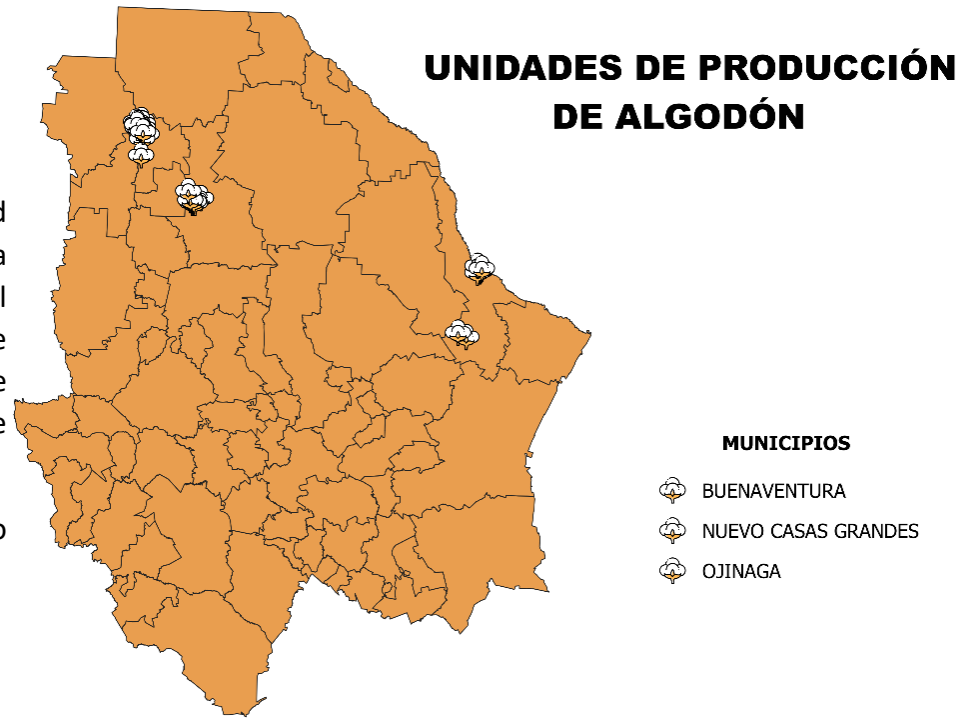 UNIDADES DE PRODUCCIÓN
DE ALGODÓN
d
a
l
e
e
e
o
MUNICIPIOS
BUENAVENTURA
NUEVO CASAS GRANDES
OJINAGA